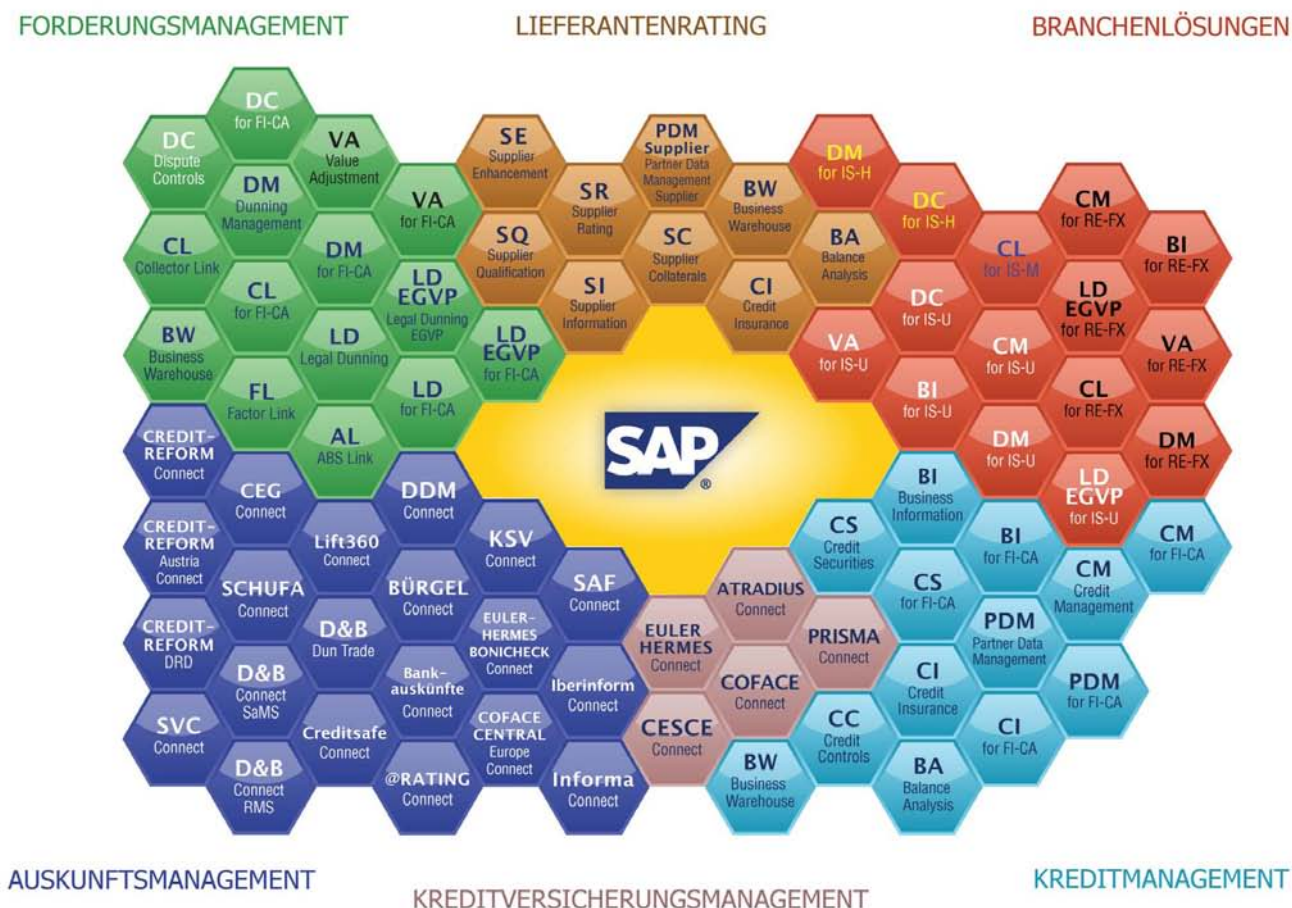 FORDERUNGSMANAGEMENT
LIEFERANTENRATING
BRANCHENLÖSUNGEN
DC
for FI-CA
DC
Dispute
Controls
VA
Value
Adjustment
DM
Dunning
Management
VA
for FI-CA
CL
Collector Link
DM
for FI-CA
CL
for FI-CA
LD
EGVP
Legal Dunning
EGVP
BW
Business
Warehouse
LD
Legal Dunning
LD
EGVP
for FI-CA
FL
Factor Link
LD
for FI-CA
AL
ABS Link
SE
Supplier
Enhancement
PDM
Supplier
Partner Data
Management
Supplier
SR
Supplier
Rating
BW
Business
Warehouse
SQ
Supplier
Qualification
SC
Supplier
Collaterals
BA
Balance
Analysis
SI
Supplier
Information
CI
Credit
Insurance
DM
for IS-H
DC
for IS-H
CM
for RE-FX
CL
for IS-M
BI
for RE-FX
DC
for IS-U
LD
EGVP
for RE-FX
VA
for IS-U
CM
for IS-U
VA
for RE-FX
BI
for IS-U
CL
for RE-FX
DM
for IS-U
DM
for RE-FX
LD
EGVP
for IS-U
SAP
®
CREDIT-
REFORM
Connect
CEG
Connect
DDM
Connect
CREDIT-
REFORM
Austria
Connect
Lift360
Connect
KSV
Connect
SCHUFA
Connect
BÜRGEL
Connect
SAF
Connect
CREDIT-
REFORM
DRD
D&B
Dun Trade
EULER-
HERMES
BONICHECK
Connect
D&B
Connect
SaMS
Bank-
auskünfte
Connect
Iberinform
Connect
SVC
Connect
Creditsafe
Connect
COFACE
CENTRAL
Europe
Connect
D&B
Connect
RMS
@RATING
Connect
Informa
Connect
ATRADIUS
Connect
EULER
HERMES
Connect
PRISMA
Connect
COFACE
Connect
CESCE
Connect
BI
Business
Information
CS
Credit
Securities
BI
for FI-CA
CM
for FI-CA
CS
for FI-CA
CM
Credit
Management
PDM
Partner Data
Management
CI
Credit
Insurance
PDM
for FI-CA
CC
Credit
Controls
CI
for FI-CA
BW
Business
Warehouse
BA
Balance
Analysis
AUSKUNFTSMANAGEMENT
KREDITVERSICHERUNGSMANAGEMENT
KREDITMANAGEMENT